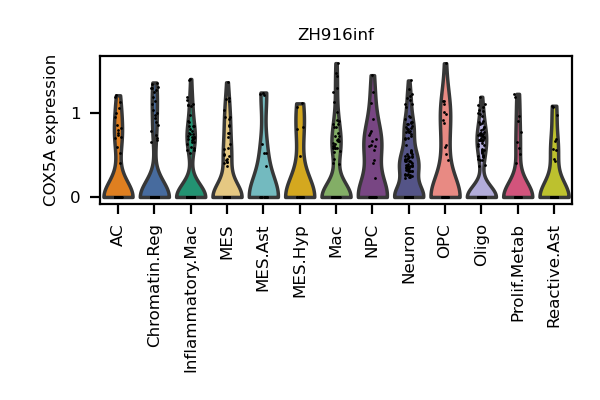 ZH916inf
COX5A expression
1
0
AC
Chromatin.Reg
Inflammatory.Mac
MES
MES.Ast
MES.Hyp
Mac
NPC
Neuron
OPC
Oligo
Prolif.Metab
Reactive.Ast